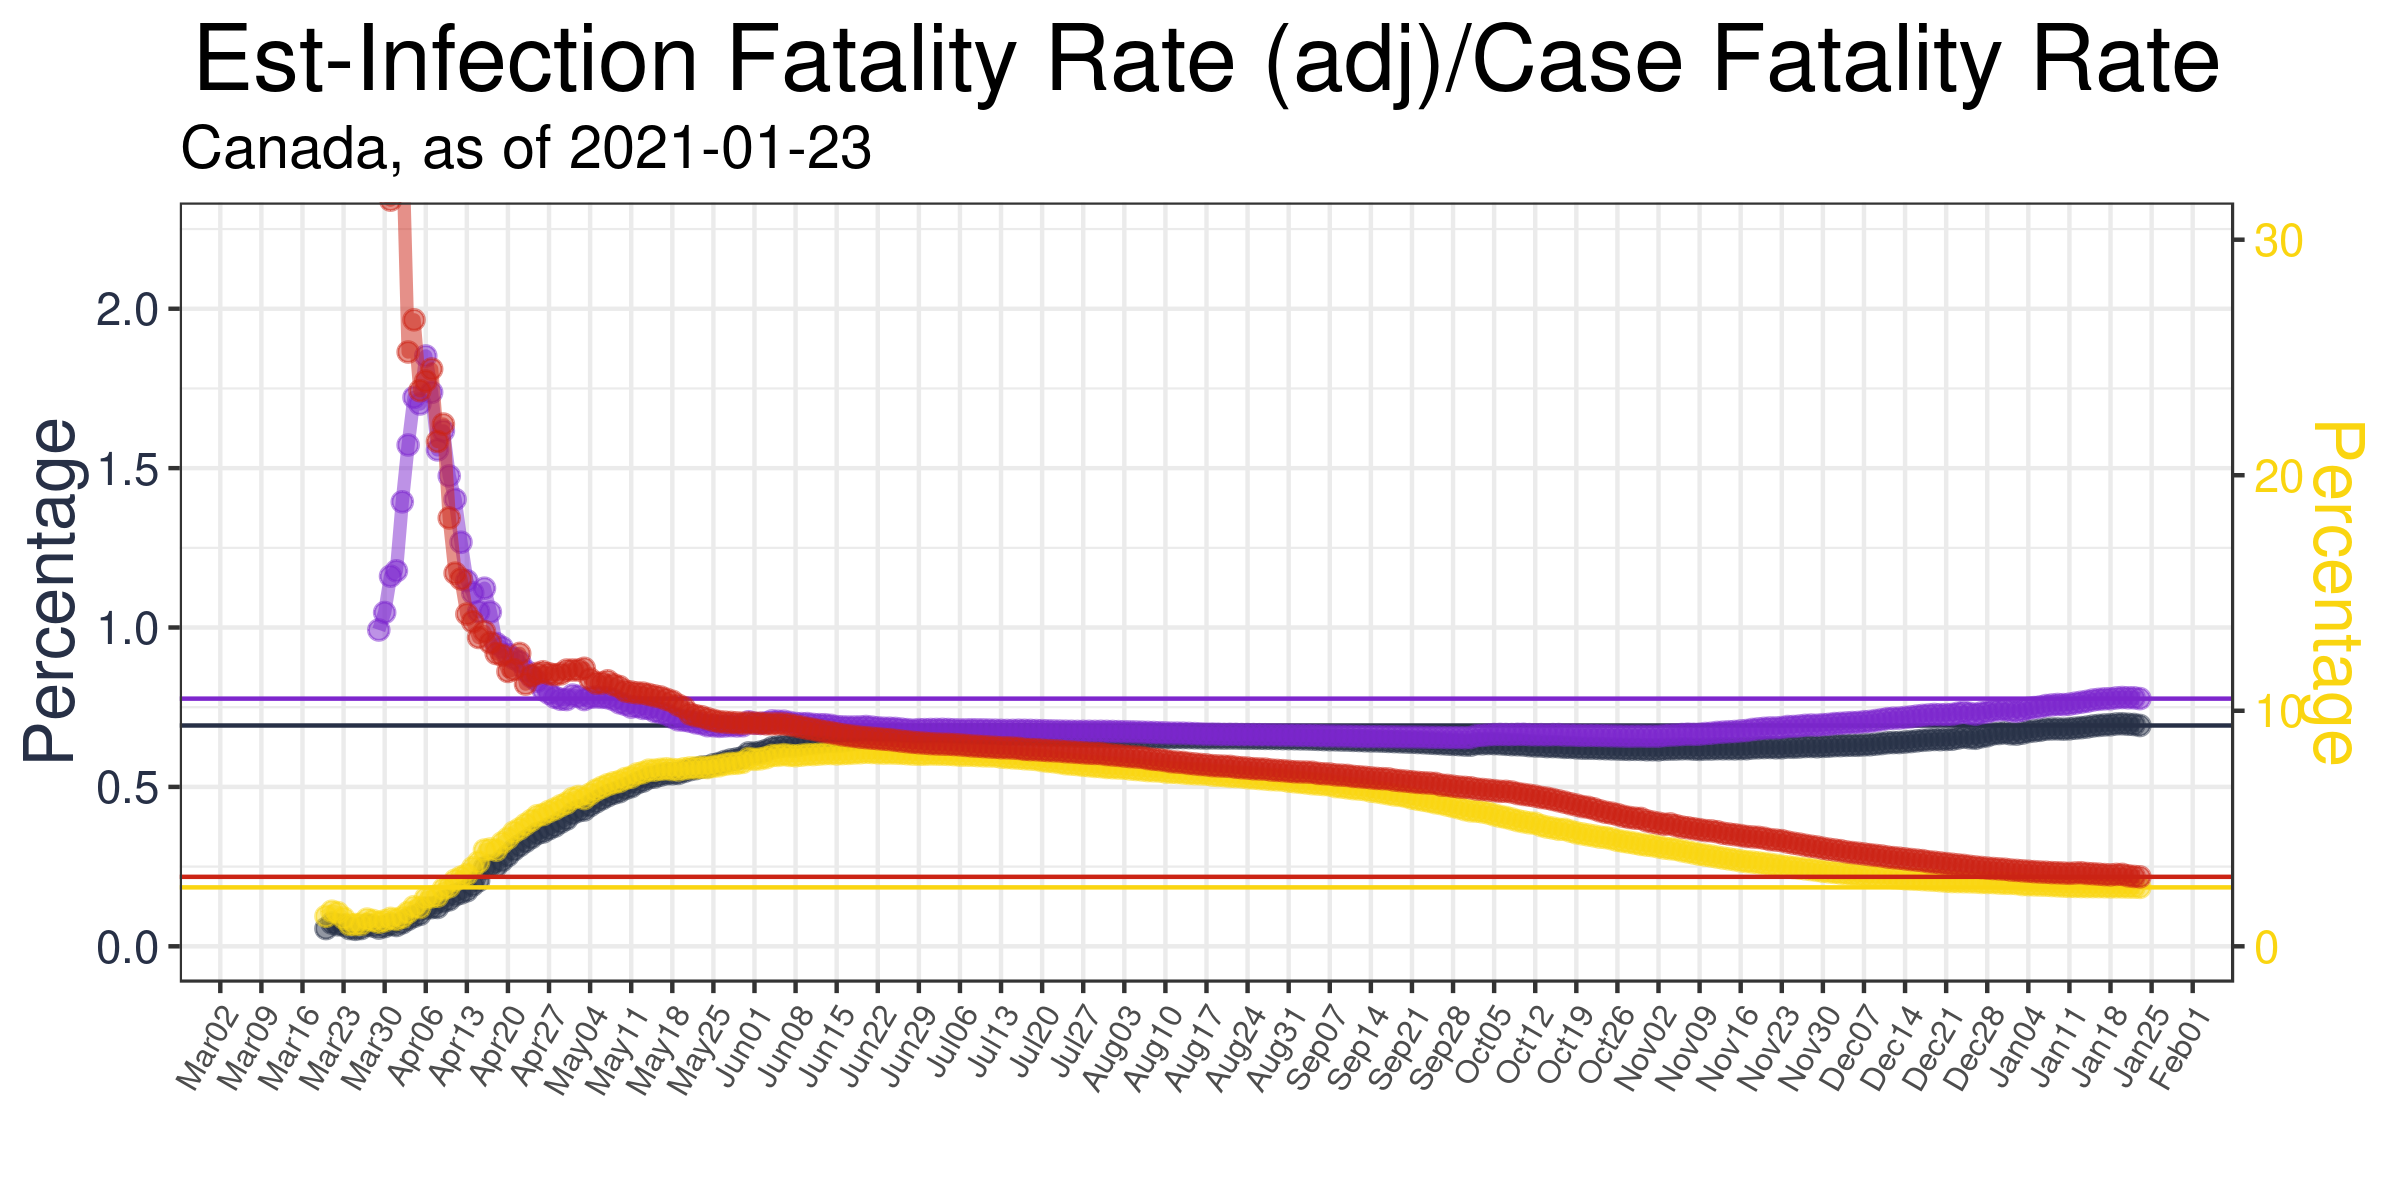 Est-Infection Fatality Rate (adj)/Case Fatality Rate
Canada, as of 2021-01-23
Percentage
2.0
1.5
1.0
0.5
0.0
30
20
10
0
Percentage
Mar02 Mar09 Mar16 Mar23 Mar30 Apr06 Apr13 Apr20 Apr27 May04 May11 May18 May25 Jun01 Jun08 Jun15 Jun22 Jun29 Jul06 Jul13 Jul20 Jul27 Aug03 Aug10 Aug17 Aug24 Aug31 Sep07 Sep14 Sep21 Sep28 Oct05 Oct12 Oct19 Oct26 Nov02 Nov09 Nov16 Nov23 Nov30 Dec07 Dec14 Dec21 Dec28 Jan04 Jan11 Jan18 Jan25 Feb01